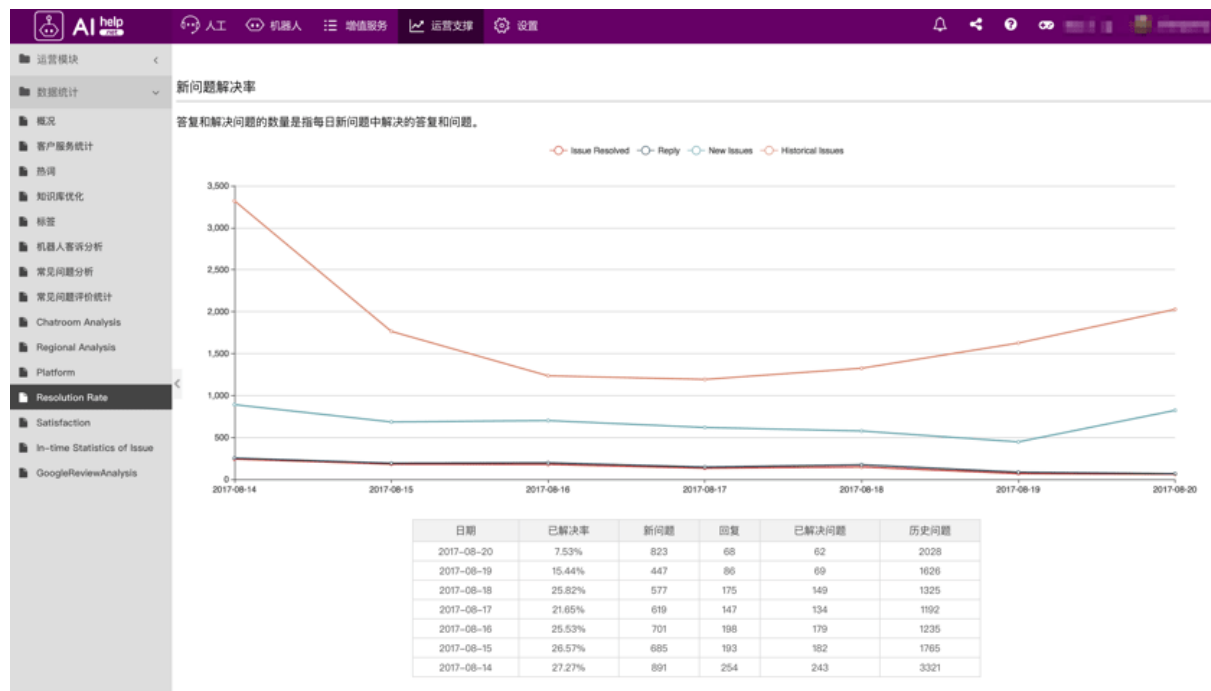 AI help .net 人工 机器人 增值服务 运营支撑 设置
运营模块
数据统计
概况
客户服务统计
热词
知识库优化
标签
机器人客诉分析
常见问题分析
常见问题评价统计
Chatroom Analysis
Regional Analysis
Platform
Resolution Rate
Satisfaction
In-time Statistics of Issue
GoogleReviewAnalysis
新问题解决率
答复和解决问题的数量是指每日新问题中解决的答复和问题。
Issue Resolved Reply New Issues Historical Issues
3,500
3,000
2,500
2,000
1,500
1,000
500
0
2017-08-14 2017-08-15 2017-08-16 2017-08-17 2017-08-18 2017-08-19 2017-08-20
日期 已解决率 新问题 回复 已解决问题 历史问题
2017-08-20 7.53% 823 68 62 2028
2017-08-19 15.44% 447 86 69 1626
2017-08-18 25.82% 577 175 149 1325
2017-08-17 21.65% 619 147 134 1192
2017-08-16 25.53% 701 198 179 1235
2017-08-15 26.57% 685 193 182 1765
2017-08-14 27.27% 891 254 243 3321